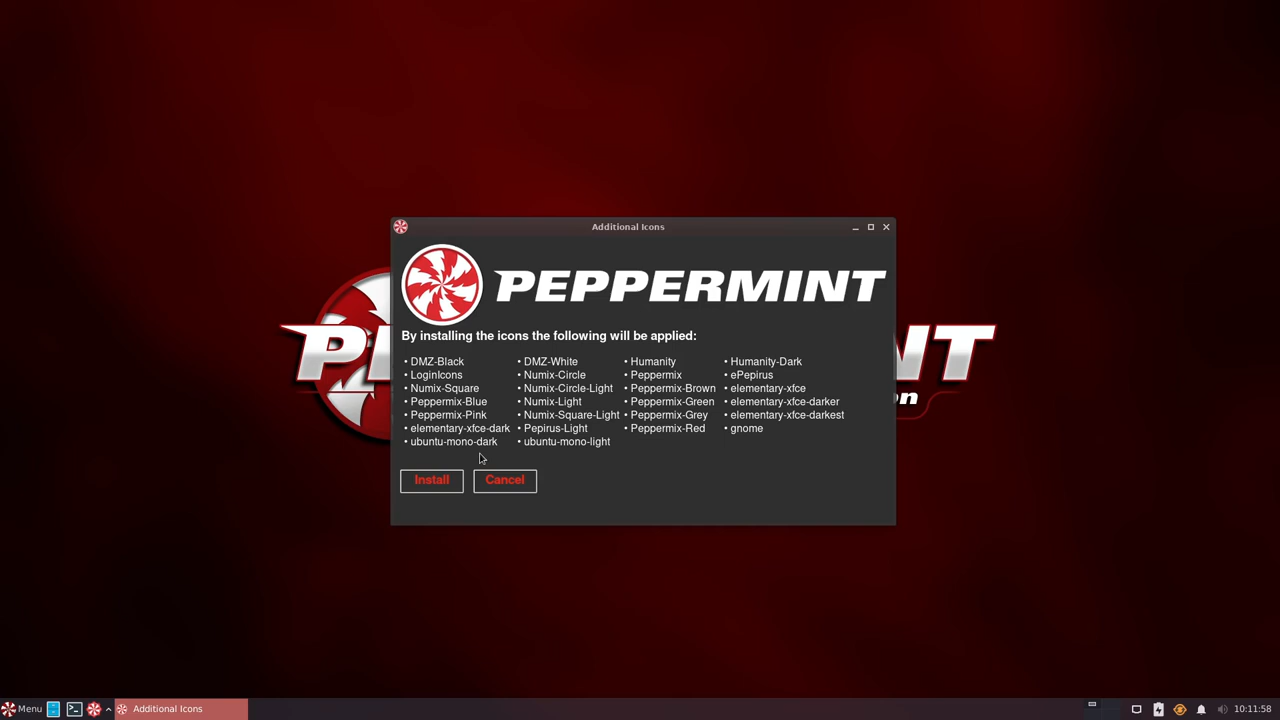 Additional Icons
PEPPERMINT
By installing the icons the following will be applied:
• DMZ-Black • DMZ-White • Humanity • Humanity-Dark
• LoginIcons • Numix-Circle • Peppermix • ePepirus
• Numix-Square • Numix-Circle-Light • Peppermix-Brown • elementary-xfce
• Peppermix-Blue • Numix-Light • Peppermix-Green • elementary-xfce-darker
• Peppermix-Pink • Numix-Square-Light • Peppermix-Grey • elementary-xfce-darkest
• elementary-xfce-dark • Pepirus-Light • Peppermix-Red • gnome
• ubuntu-mono-dark • ubuntu-mono-light
Install Cancel
Menu Additional Icons 10:11:58